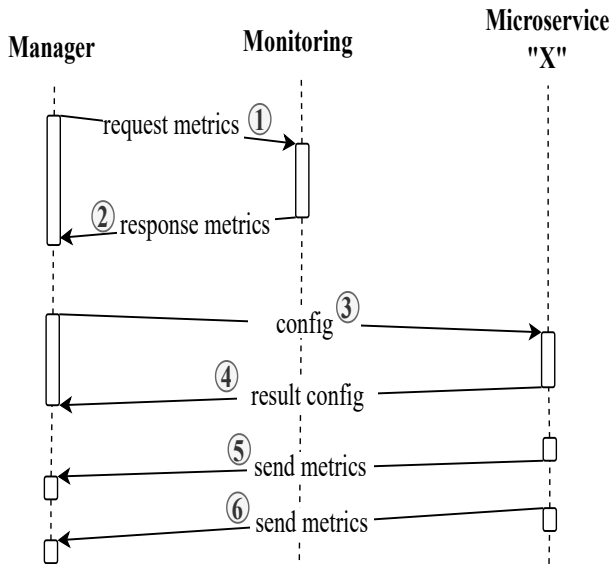 Manager
Monitoring
Microservice
"X"
request metrics ①
② response metrics
config ③
④
result config
⑤
send metrics
⑥
send metrics